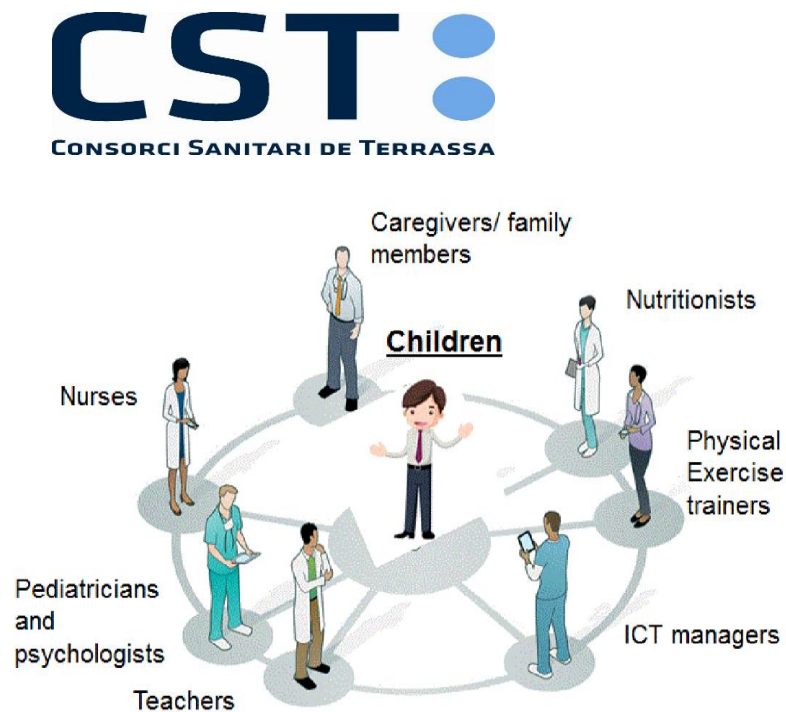 CST
CONSORCI SANITARI DE TERRASSA
Caregivers/ family
members
Nutritionists
Children
Nurses
Physical
Exercise
trainers
Pediatricians
and
psychologists
ICT managers
Teachers